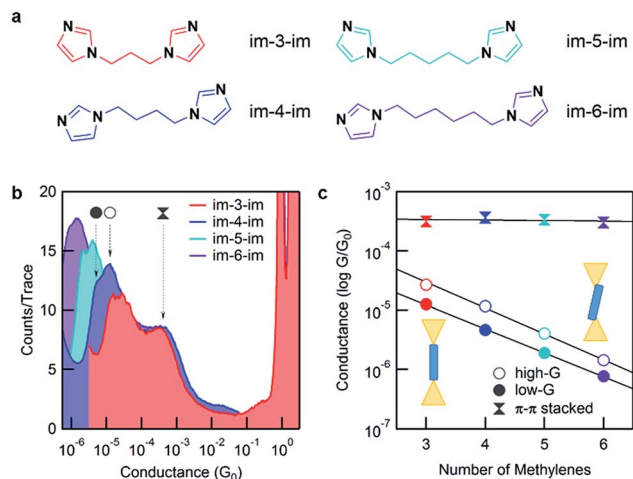 a
im-3-im
im-5-im
im-4-im
im-6-im
N N N N
N N N N
N N N N
N N N N
b
c
20
15
10
5
0
Counts/Trace
im-3-im
im-4-im
im-5-im
im-6-im
10⁻⁶ 10⁻⁵ 10⁻⁴ 10⁻³ 10⁻² 10⁻¹ 10⁰
Conductance (G₀)
10⁻³
10⁻⁴
10⁻⁵
10⁻⁶
10⁻⁷
Conductance (log G/G₀)
high-G
low-G
π-π stacked
3 4 5 6
Number of Methylenes